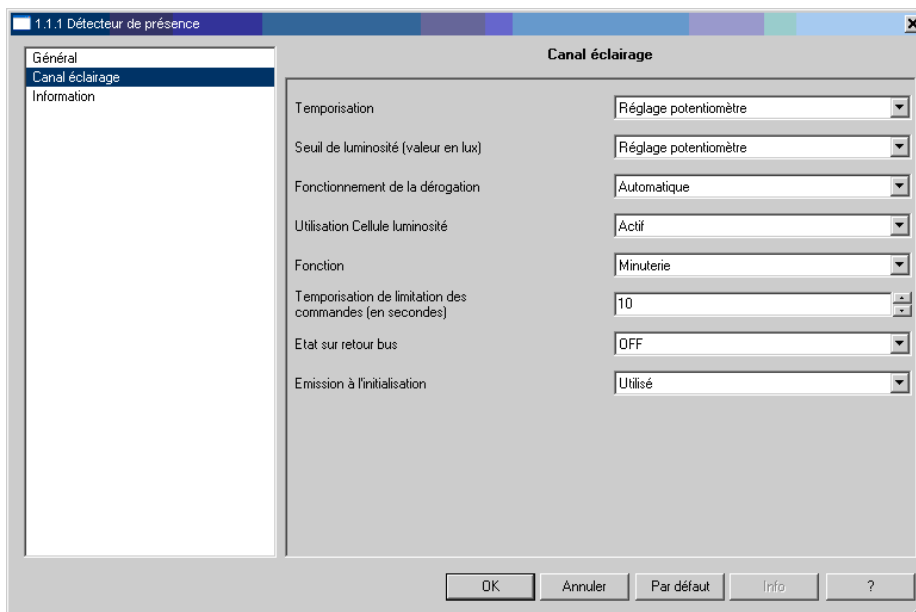 1.1.1 Détecteur de présence
Général
Canal éclairage
Information
Canal éclairage
Temporisation
Réglage potentiomètre
Seuil de luminosité (valeur en lux)
Réglage potentiomètre
Fonctionnement de la dérogation
Automatique
Utilisation Cellule luminosité
Actif
Fonction
Minuterie
Temporisation de limitation des
commandes (en secondes)
10
Etat sur retour bus
OFF
Emission à l'initialisation
Utilisé
OK
Annuler
Par défaut
Info
?